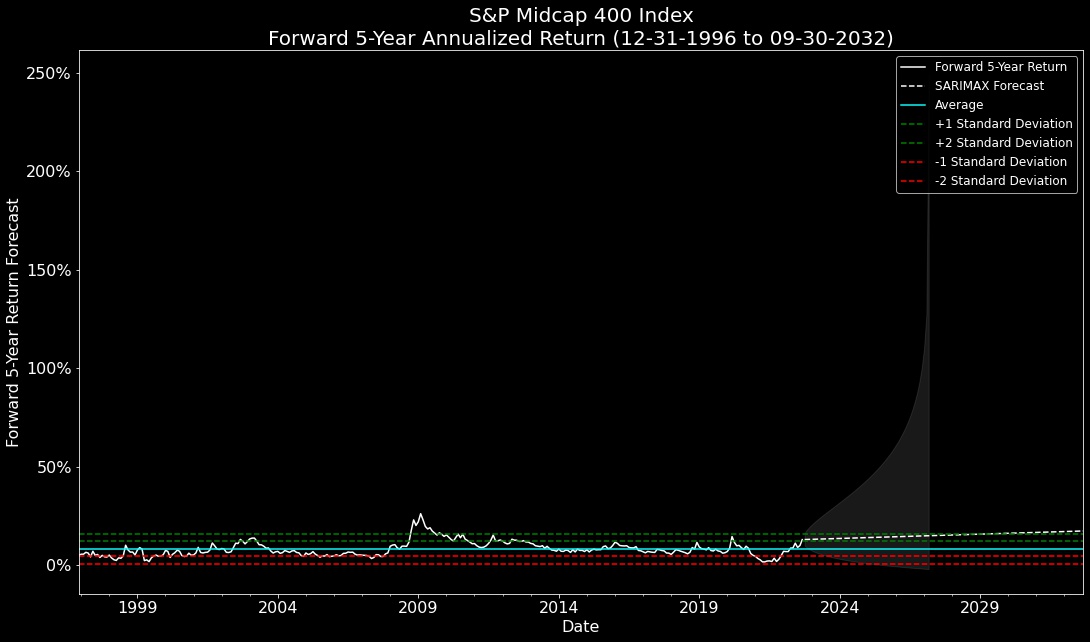 S&P Midcap 400 Index
Forward 5-Year Annualized Return (12-31-1996 to 09-30-2032)
Forward 5-Year Return
SARIMAX Forecast
Average
+1 Standard Deviation
+2 Standard Deviation
-1 Standard Deviation
-2 Standard Deviation
Forward 5-Year Return Forecast
250%
200%
150%
100%
50%
0%
1999
2004
2009
2014
2019
2024
2029
Date